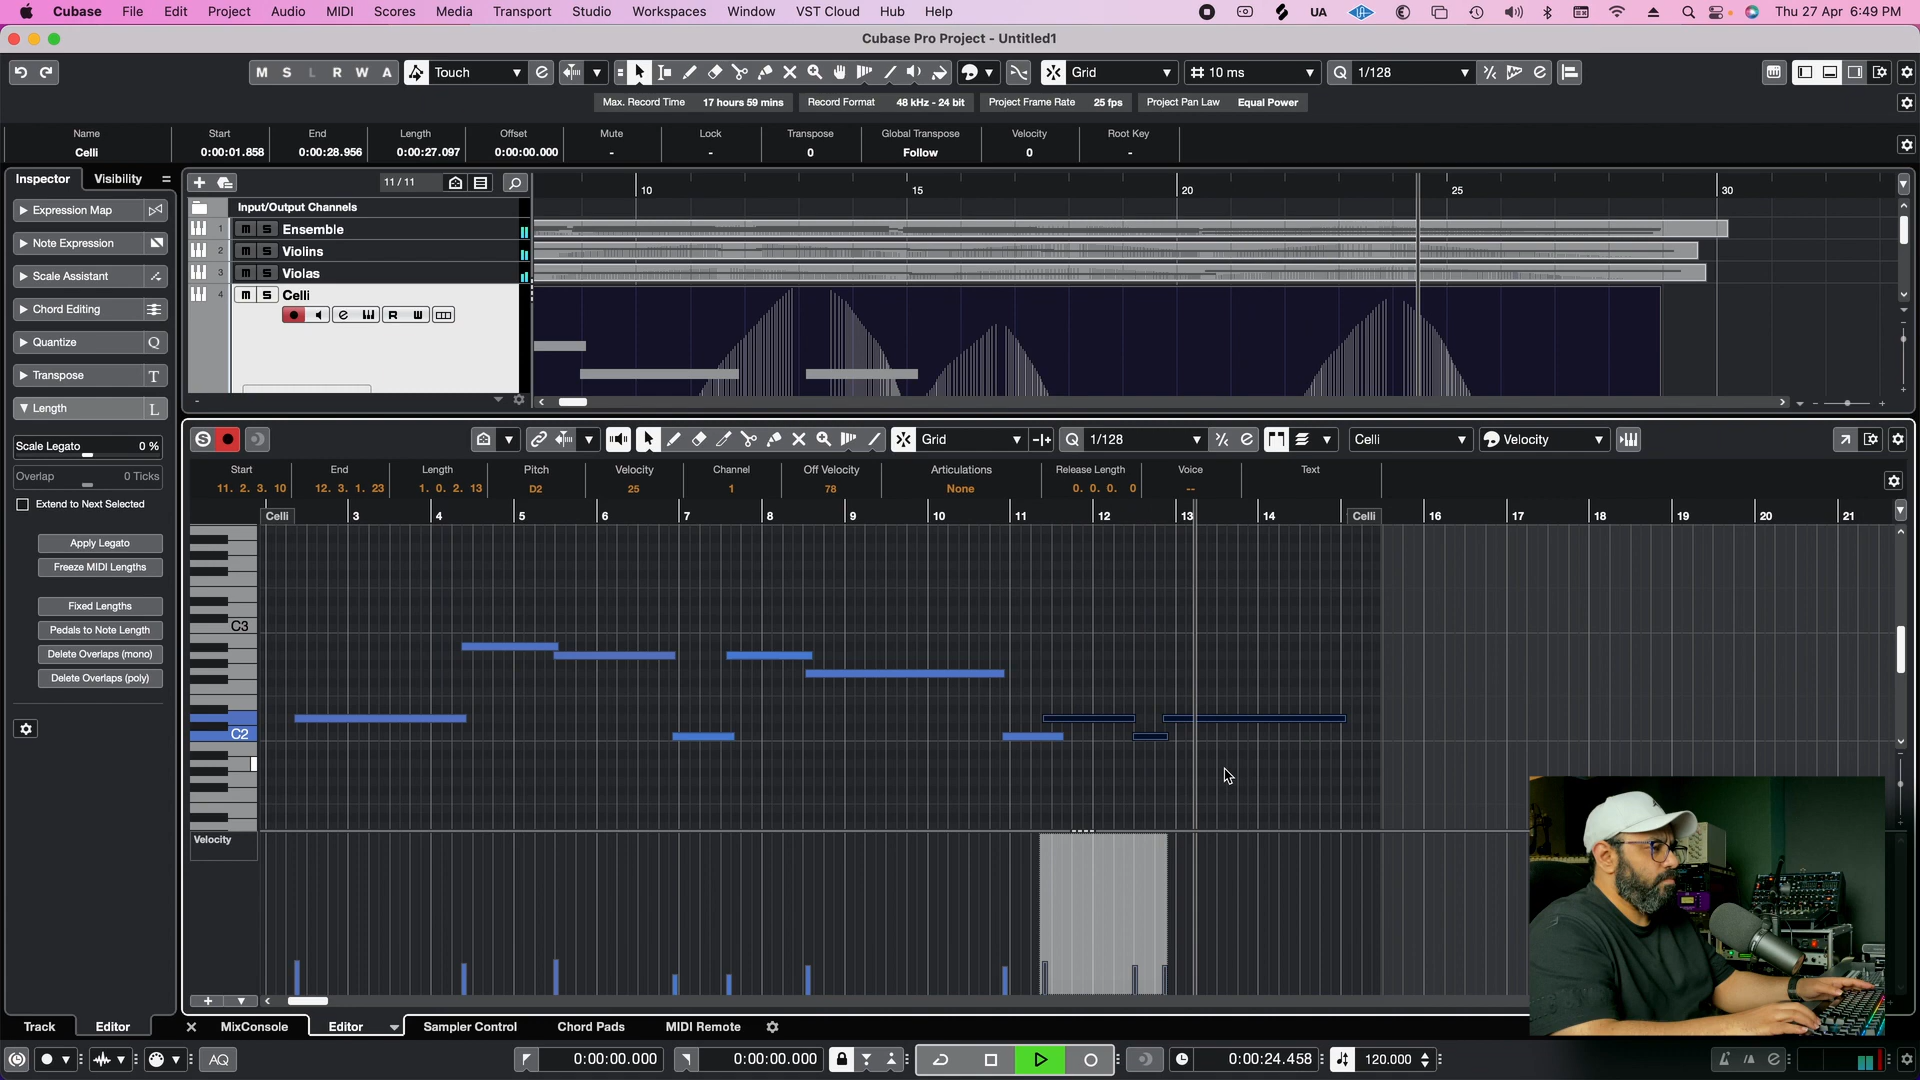 Cubase File Edit Project Audio MIDI Scores Media Transport Studio Workspaces Window VST Cloud Hub Help UA Thu 27 Apr 6:49 PM
Cubase Pro Project - Untitled1
M S L R W A Touch Grid 10 ms Q 1/128
Max. Record Time 17 hours 59 mins Record Format 48 kHz - 24 bit Project Frame Rate 25 fps Project Pan Law Equal Power
Name Start End Length Offset Mute Lock Transpose Global Transpose Velocity Root Key
Celli 0:00:01.858 0:00:28.956 0:00:27.097 0:00:00.000 - - 0 Follow 0 -
Inspector Visibility
11 / 11
10 15 20 25 30
Input/Output Channels
1 m S Ensemble
2 m S Violins
3 m S Violas
4 m S Celli
R W
Expression Map
Note Expression
Scale Assistant
Chord Editing
Quantize Q
Transpose T
Length L
Scale Legato 0 %
Overlap 0 Ticks
Extend to Next Selected
Apply Legato
Freeze MIDI Lengths
Fixed Lengths
Pedals to Note Length
Delete Overlaps (mono)
Delete Overlaps (poly)
S Grid Q 1/128 Celli Velocity
Start End Length Pitch Velocity Channel Off Velocity Articulations Release Length Voice Text
11. 2. 3. 10 12. 3. 1. 23 1. 0. 2. 13 D2 25 1 78 None 0. 0. 0. 0 --
Celli 3 4 5 6 7 8 9 10 11 12 13 14 Celli 16 17 18 19 20 21
C3
C2
Velocity
Track Editor MixConsole Editor Sampler Control Chord Pads MIDI Remote
AQ 0:00:00.000 0:00:00.000 0:00:24.458 120.000